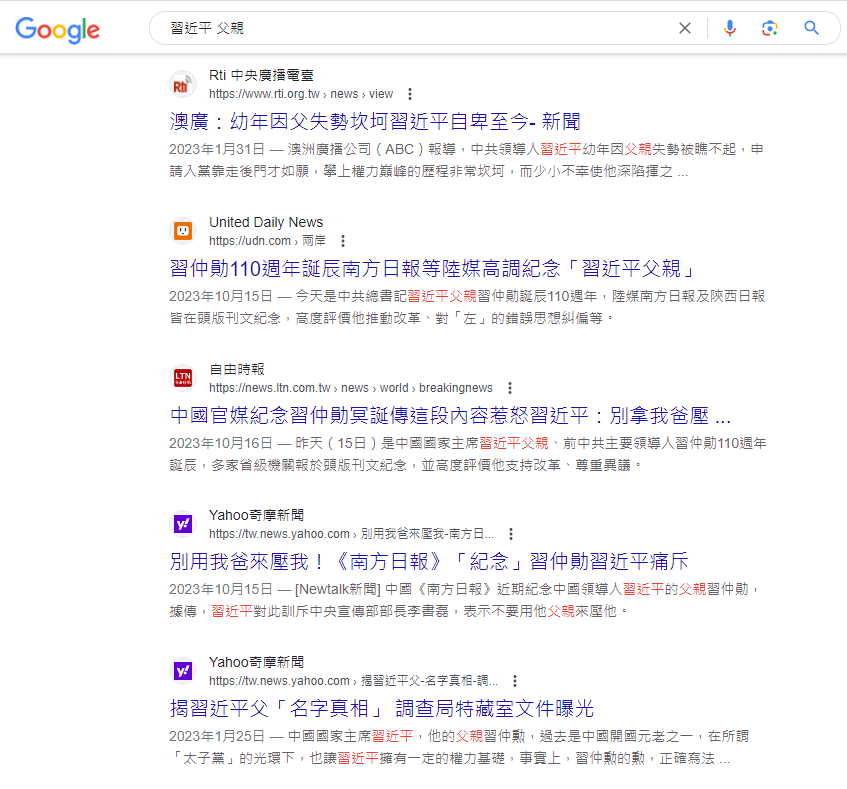 Google
習近平 父親
Rti 中央廣播電臺
https://www.rti.org.tw › news › view
澳廣：幼年因父失勢坎坷習近平自卑至今- 新聞
2023年1月31日 — 澳洲廣播公司（ABC）報導，中共領導人習近平幼年因父親失勢被瞧不起，申
請入黨靠走後門才如願，攀上權力巔峰的歷程非常坎坷，而少小不幸使他深陷揮之 ...
United Daily News
https://udn.com › 兩岸
習仲勛110週年誕辰南方日報等陸媒高調紀念「習近平父親」
2023年10月15日 — 今天是中共總書記習近平父親習仲勛誕辰110週年，陸媒南方日報及陝西日報
皆在頭版刊文紀念，高度評價他推動改革、對「左」的錯誤思想糾偏等。
LTN
自由時報
https://news.ltn.com.tw › news › world › breakingnews
中國官媒紀念習仲勛冥誕傳這段內容惹怒習近平：別拿我爸壓 ...
2023年10月16日 — 昨天（15日）是中國國家主席習近平父親、前中共主要領導人習仲勛110週年
誕辰，多家省級機關報於頭版刊文紀念，並高度評價他支持改革、尊重異議。
Yahoo奇摩新聞
https://tw.news.yahoo.com › 別用我爸來壓我-南方日...
別用我爸來壓我！《南方日報》「紀念」習仲勛習近平痛斥
2023年10月15日 — [Newtalk新聞] 中國《南方日報》近期紀念中國領導人習近平的父親習仲勛，
據傳，習近平對此訓斥中央宣傳部部長李書磊，表示不要用他父親來壓他。
Yahoo奇摩新聞
https://tw.news.yahoo.com › 揭習近平父-名字真相-調...
揭習近平父「名字真相」 調查局特藏室文件曝光
2023年1月25日 — 中國國家主席習近平，他的父親習仲勲，過去是中國開國元老之一，在所謂
「太子黨」的光環下，也讓習近平擁有一定的權力基礎，事實上，習仲勲的勲，正確寫法 ...